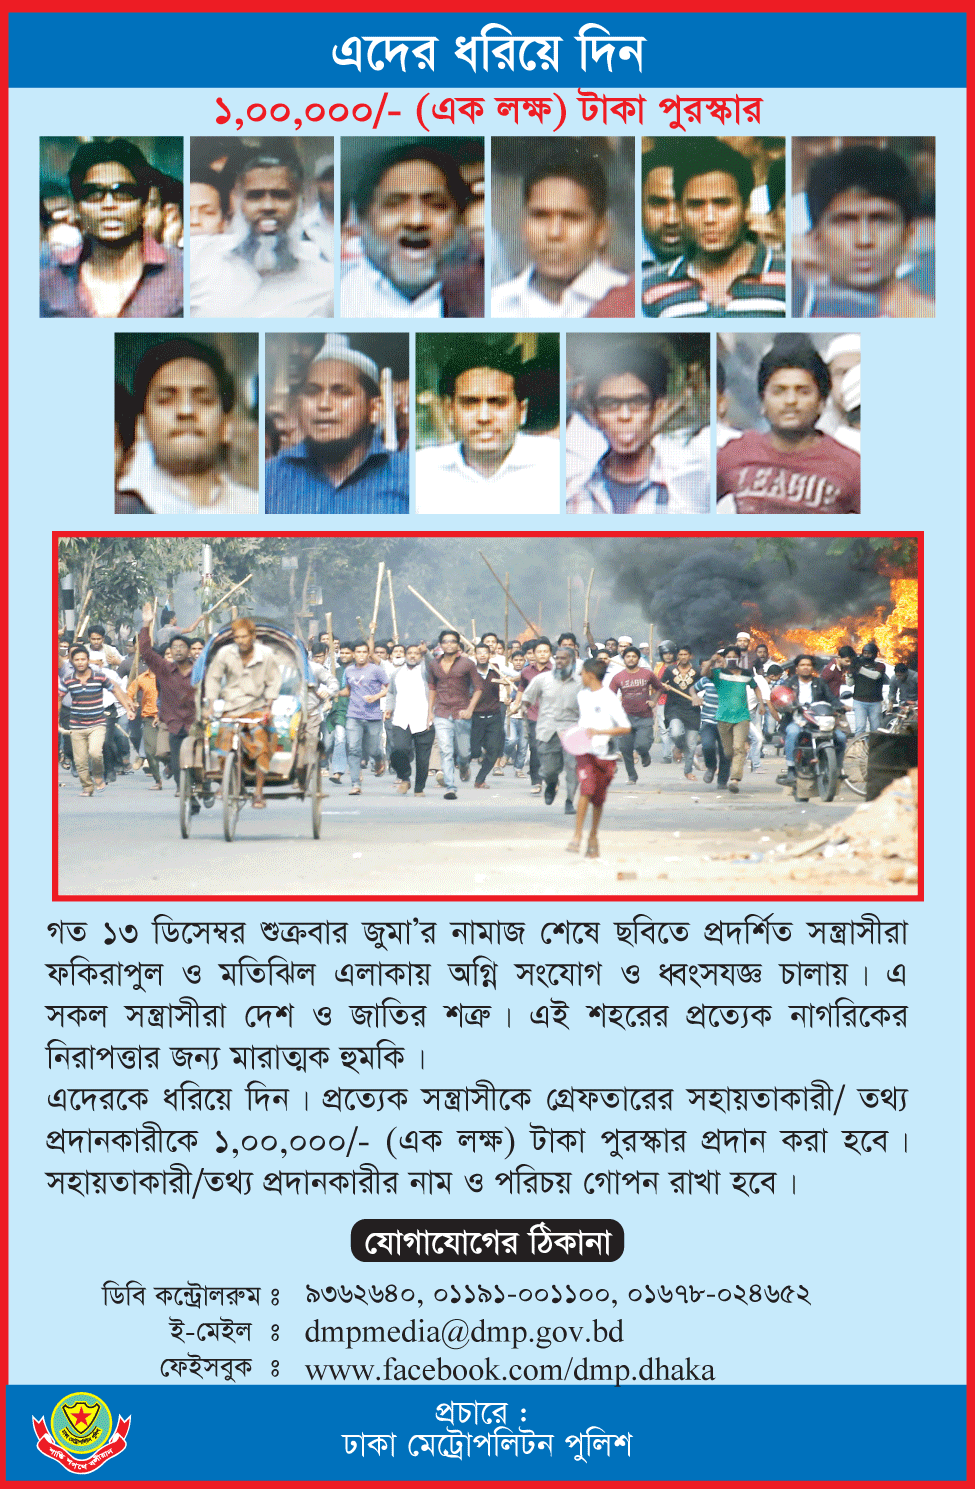 এদের ধরিয়ে দিন
১,০০,০০০/- (এক লক্ষ) টাকা পুরস্কার
LEAGUE
গত ১৩ ডিসেম্বর শুক্রবার জুমা’র নামাজ শেষে ছবিতে প্রদর্শিত সন্ত্রাসীরা
ফকিরাপুল ও মতিঝিল এলাকায় অগ্নি সংযোগ ও ধ্বংসযজ্ঞ চালায়। এ
সকল সন্ত্রাসীরা দেশ ও জাতির শত্রু। এই শহরের প্রত্যেক নাগরিকের
নিরাপত্তার জন্য মারাত্মক হুমকি।
এদেরকে ধরিয়ে দিন। প্রত্যেক সন্ত্রাসীকে গ্রেফতারের সহায়তাকারী/ তথ্য
প্রদানকারীকে ১,০০,০০০/- (এক লক্ষ) টাকা পুরস্কার প্রদান করা হবে।
সহায়তাকারী/তথ্য প্রদানকারীর নাম ও পরিচয় গোপন রাখা হবে।
যোগাযোগের ঠিকানা
ডিবি কন্ট্রোলরুম ঃ ৯৩৬২৬৪০, ০১১৯১-০০১১০০, ০১৬৭৮-০২৪৬৫২
ই-মেইল ঃ dmpmedia@dmp.gov.bd
ফেইসবুক ঃ www.facebook.com/dmp.dhaka
প্রচারে :
ঢাকা মেট্রোপলিটন পুলিশ
ঢাকা মেট্রোপলিটন পুলিশ
শান্তি শপথে বলীয়ান